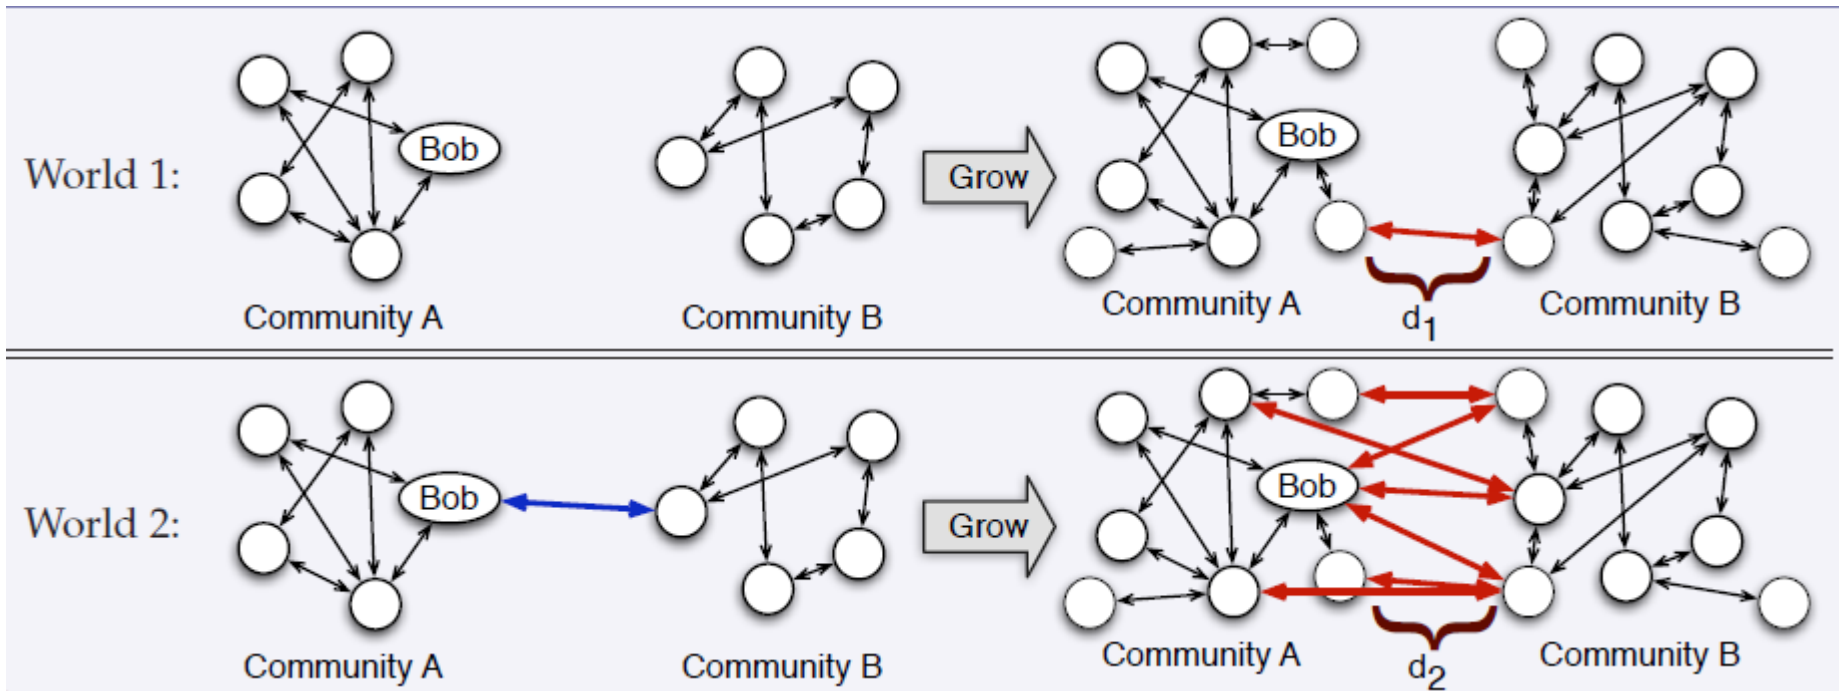 World 1:
Bob
Community A
Community B
Grow
Bob
Community A
d1
Community B
World 2:
Bob
Community A
Community B
Grow
Bob
Community A
d2
Community B